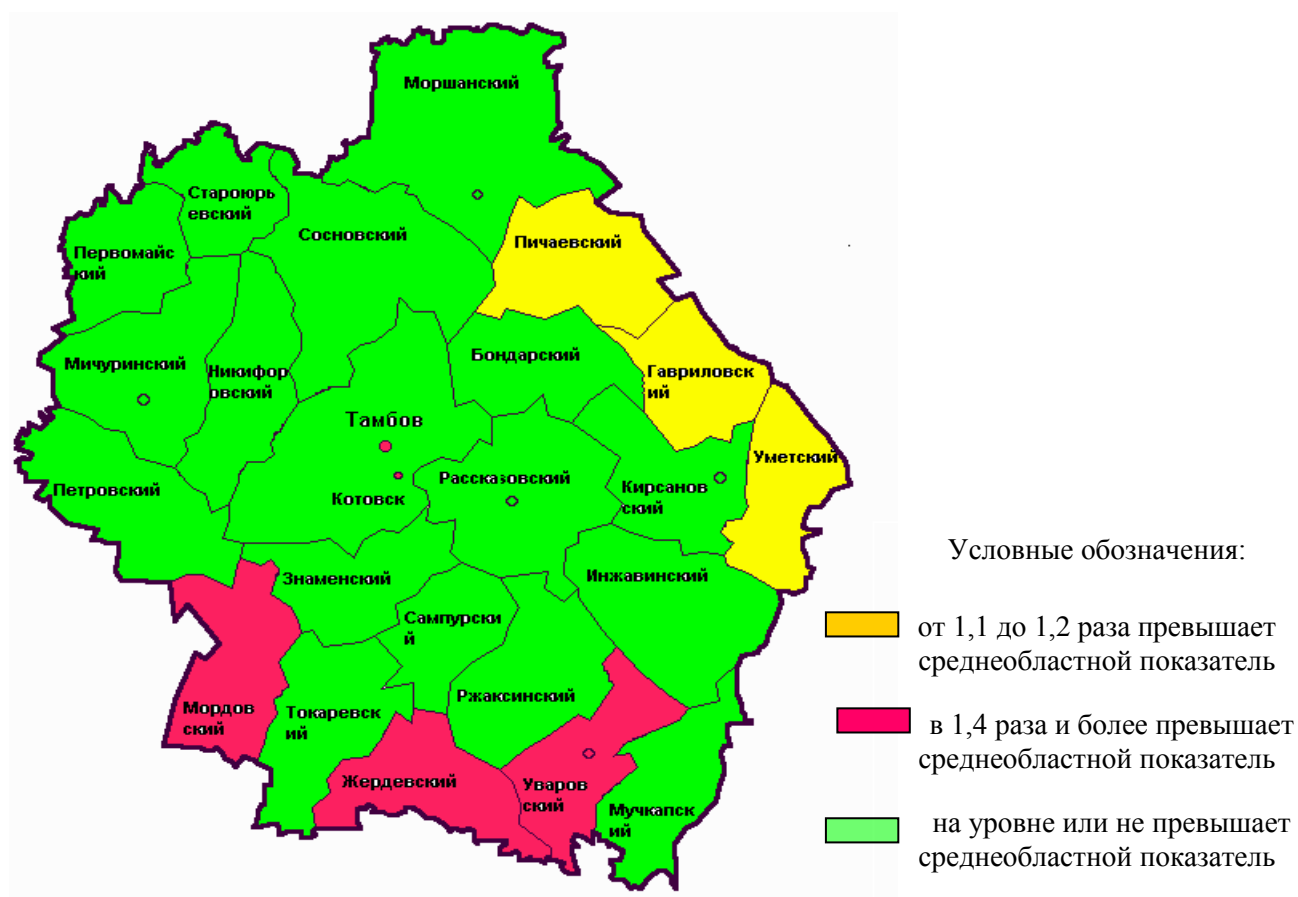 Моршанский
Староюрь
евский
Сосновский
Пичаевский
Первомайс
кий
Мичуринский
Никифор
овский
Бондарский
Гавриловск
ий
Тамбов
Уметский
Петровский
Котовск
Рассказовский
Кирсанов
ский
Знаменский
Инжавинский
Сампурски
й
Ржаксинский
Мордов
ский
Токаревск
ий
Жердевский
Уваров
ский
Мучкапск
ий
Условные обозначения:
от 1,1 до 1,2 раза превышает
среднеобластной показатель
в 1,4 раза и более превышает
среднеобластной показатель
на уровне или не превышает
среднеобластной показатель